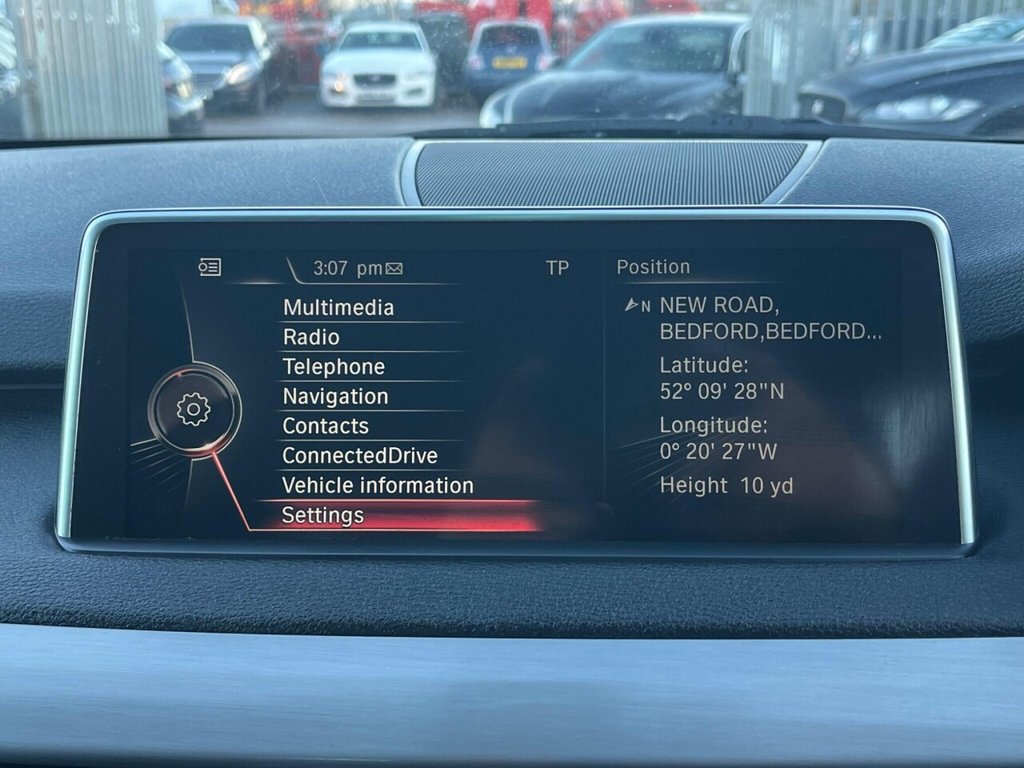 3:07 pm
TP
Multimedia
Radio
Telephone
Navigation
Contacts
ConnectedDrive
Vehicle information
Settings
Position
N NEW ROAD,
BEDFORD,BEDFORD...
Latitude:
52° 09' 28"N
Longitude:
0° 20' 27"W
Height 10 yd